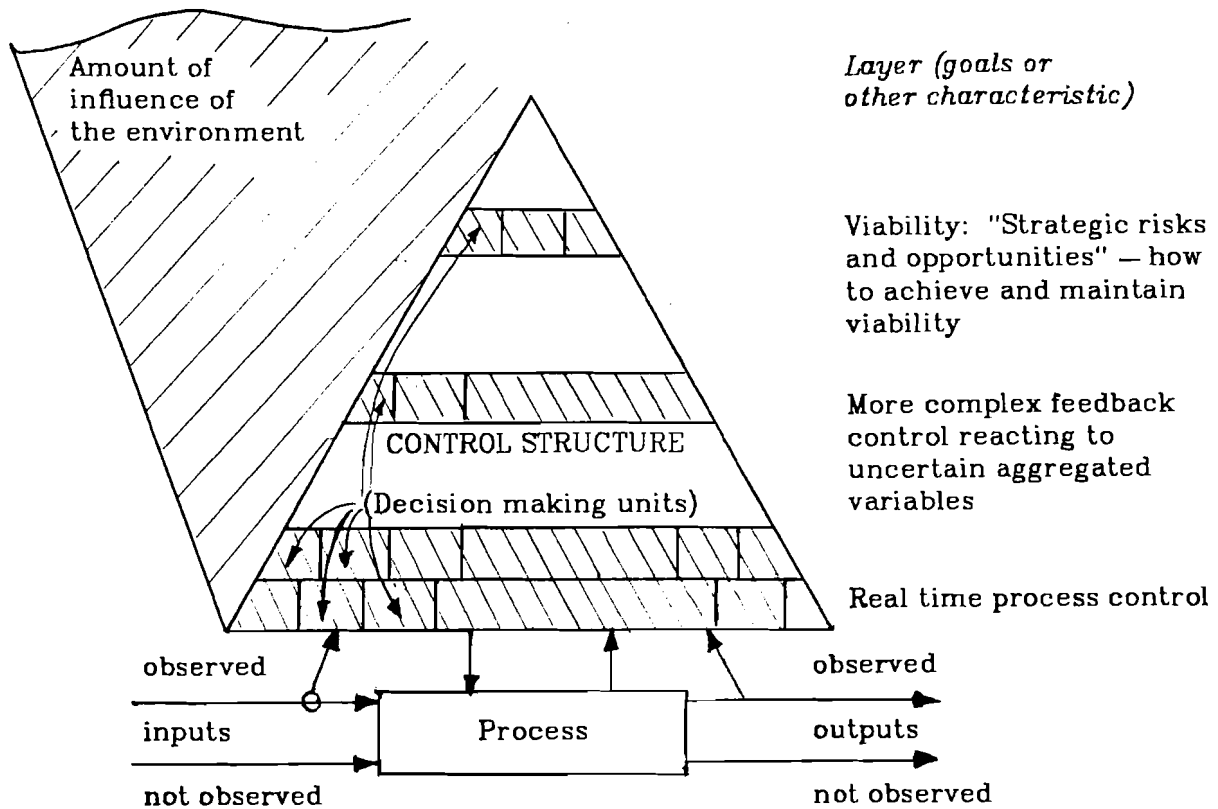 Amount of
influence of
the environment
Layer (goals or
other characteristic)
Viability: "Strategic risks
and opportunities" — how
to achieve and maintain
viability
More complex feedback
control reacting to
uncertain aggregated
variables
CONTROL STRUCTURE
(Decision making units)
Real time process control
observed
inputs
not observed
Process
observed
outputs
not observed